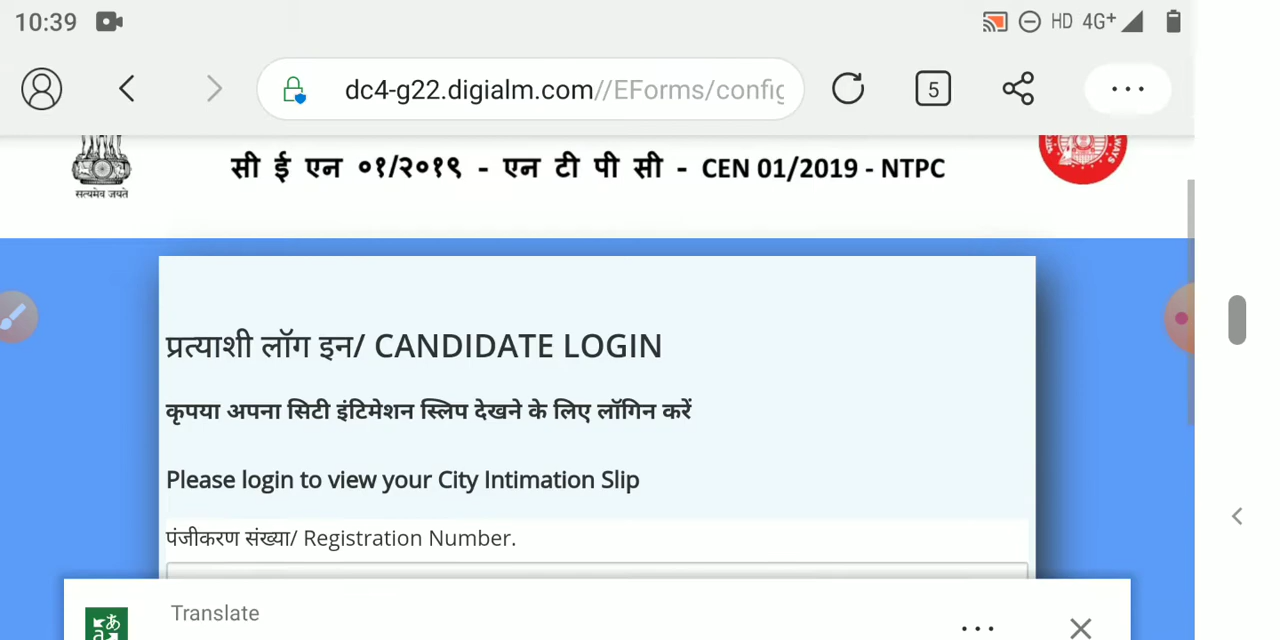 10:39 HD 4G+
dc4-g22.digialm.com//EForms/config
5
सत्यमेव जयते
सी ई एन ०१/२०१९ - एन टी पी सी - CEN 01/2019 - NTPC
प्रत्याशी लॉग इन/ CANDIDATE LOGIN
कृपया अपना सिटी इंटिमेशन स्लिप देखने के लिए लॉगिन करें
Please login to view your City Intimation Slip
पंजीकरण संख्या/ Registration Number.
Translate